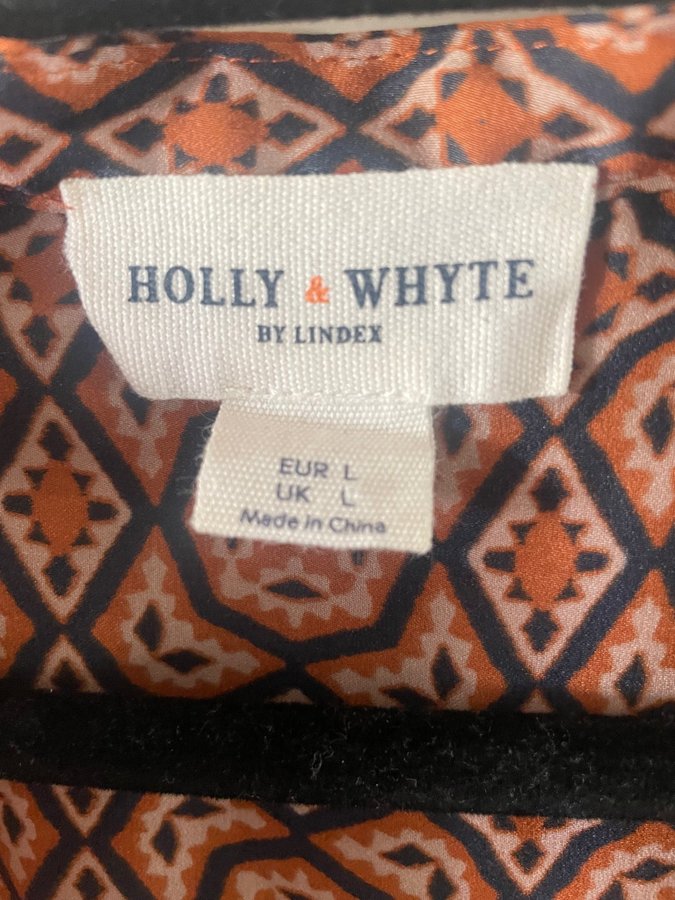 HOLLY & WHYTE
BY LINDEX
EUR L
UK L
Made in China